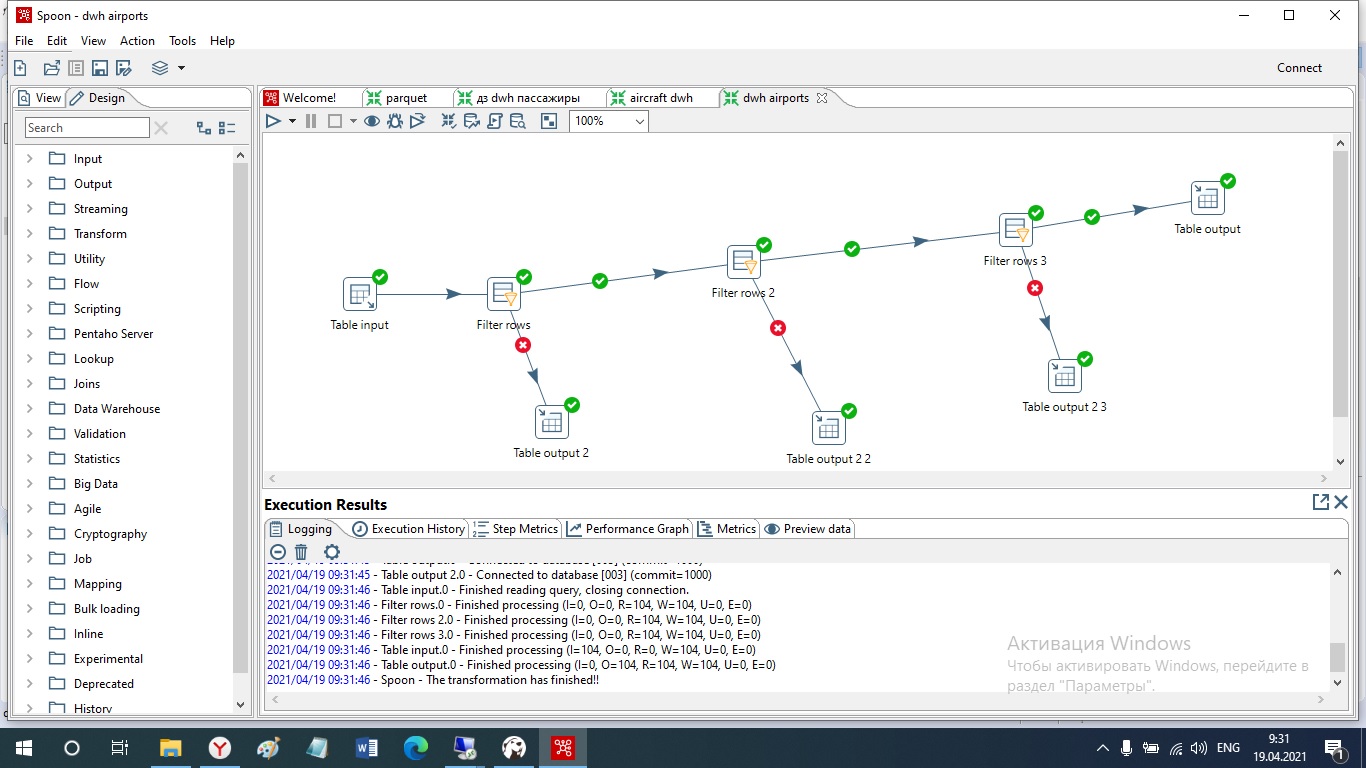 Spoon - dwh airports
File Edit View Action Tools Help
Connect
View Design
Search
Input
Output
Streaming
Transform
Utility
Flow
Scripting
Pentaho Server
Lookup
Joins
Data Warehouse
Validation
Statistics
Big Data
Agile
Cryptography
Job
Mapping
Bulk loading
Inline
Experimental
Deprecated
History
Welcome! parquet дз dwh пассажиры aircraft dwh dwh airports
100%
Table output
Filter rows 3
Filter rows 2
Table input
Filter rows
Table output 2 3
Table output 2
Table output 2 2
Execution Results
Logging Execution History Step Metrics Performance Graph Metrics Preview data
2021/04/19 09:31:45 - Table output 2.0 - Connected to database [003] (commit=1000)
2021/04/19 09:31:46 - Table input.0 - Finished reading query, closing connection.
2021/04/19 09:31:46 - Filter rows.0 - Finished processing (I=0, O=0, R=104, W=104, U=0, E=0)
2021/04/19 09:31:46 - Filter rows 2.0 - Finished processing (I=0, O=0, R=104, W=104, U=0, E=0)
2021/04/19 09:31:46 - Filter rows 3.0 - Finished processing (I=0, O=0, R=104, W=104, U=0, E=0)
2021/04/19 09:31:46 - Table input.0 - Finished processing (I=104, O=0, R=0, W=104, U=0, E=0)
2021/04/19 09:31:46 - Table output.0 - Finished processing (I=0, O=104, R=104, W=104, U=0, E=0)
2021/04/19 09:31:46 - Spoon - The transformation has finished!!
Активация Windows
Чтобы активировать Windows, перейдите в
раздел "Параметры".
ENG
9:31
19.04.2021
1